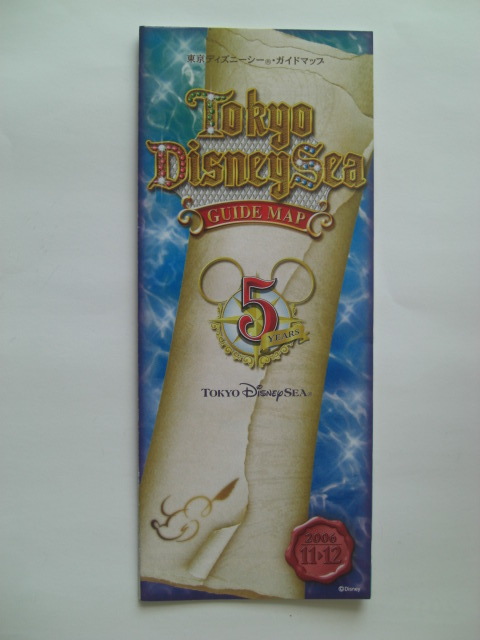 東京ディズニーシー®・ガイドマップ
Tokyo
DisneySea
GUIDE MAP
5
YEARS
TOKYO DISNEYSEA®
2006
11▸12
©Disney